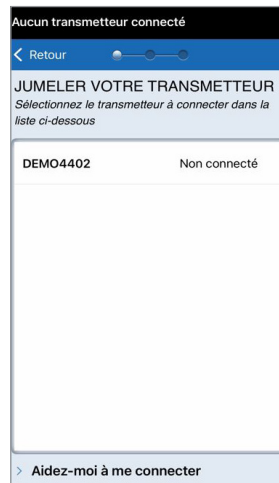 Aucun transmetteur connecté
Retour
JUMELER VOTRE TRANSMETTEUR
Sélectionnez le transmetteur à connecter dans la
liste ci-dessous
DEMO4402 Non connecté
Aidez-moi à me connecter